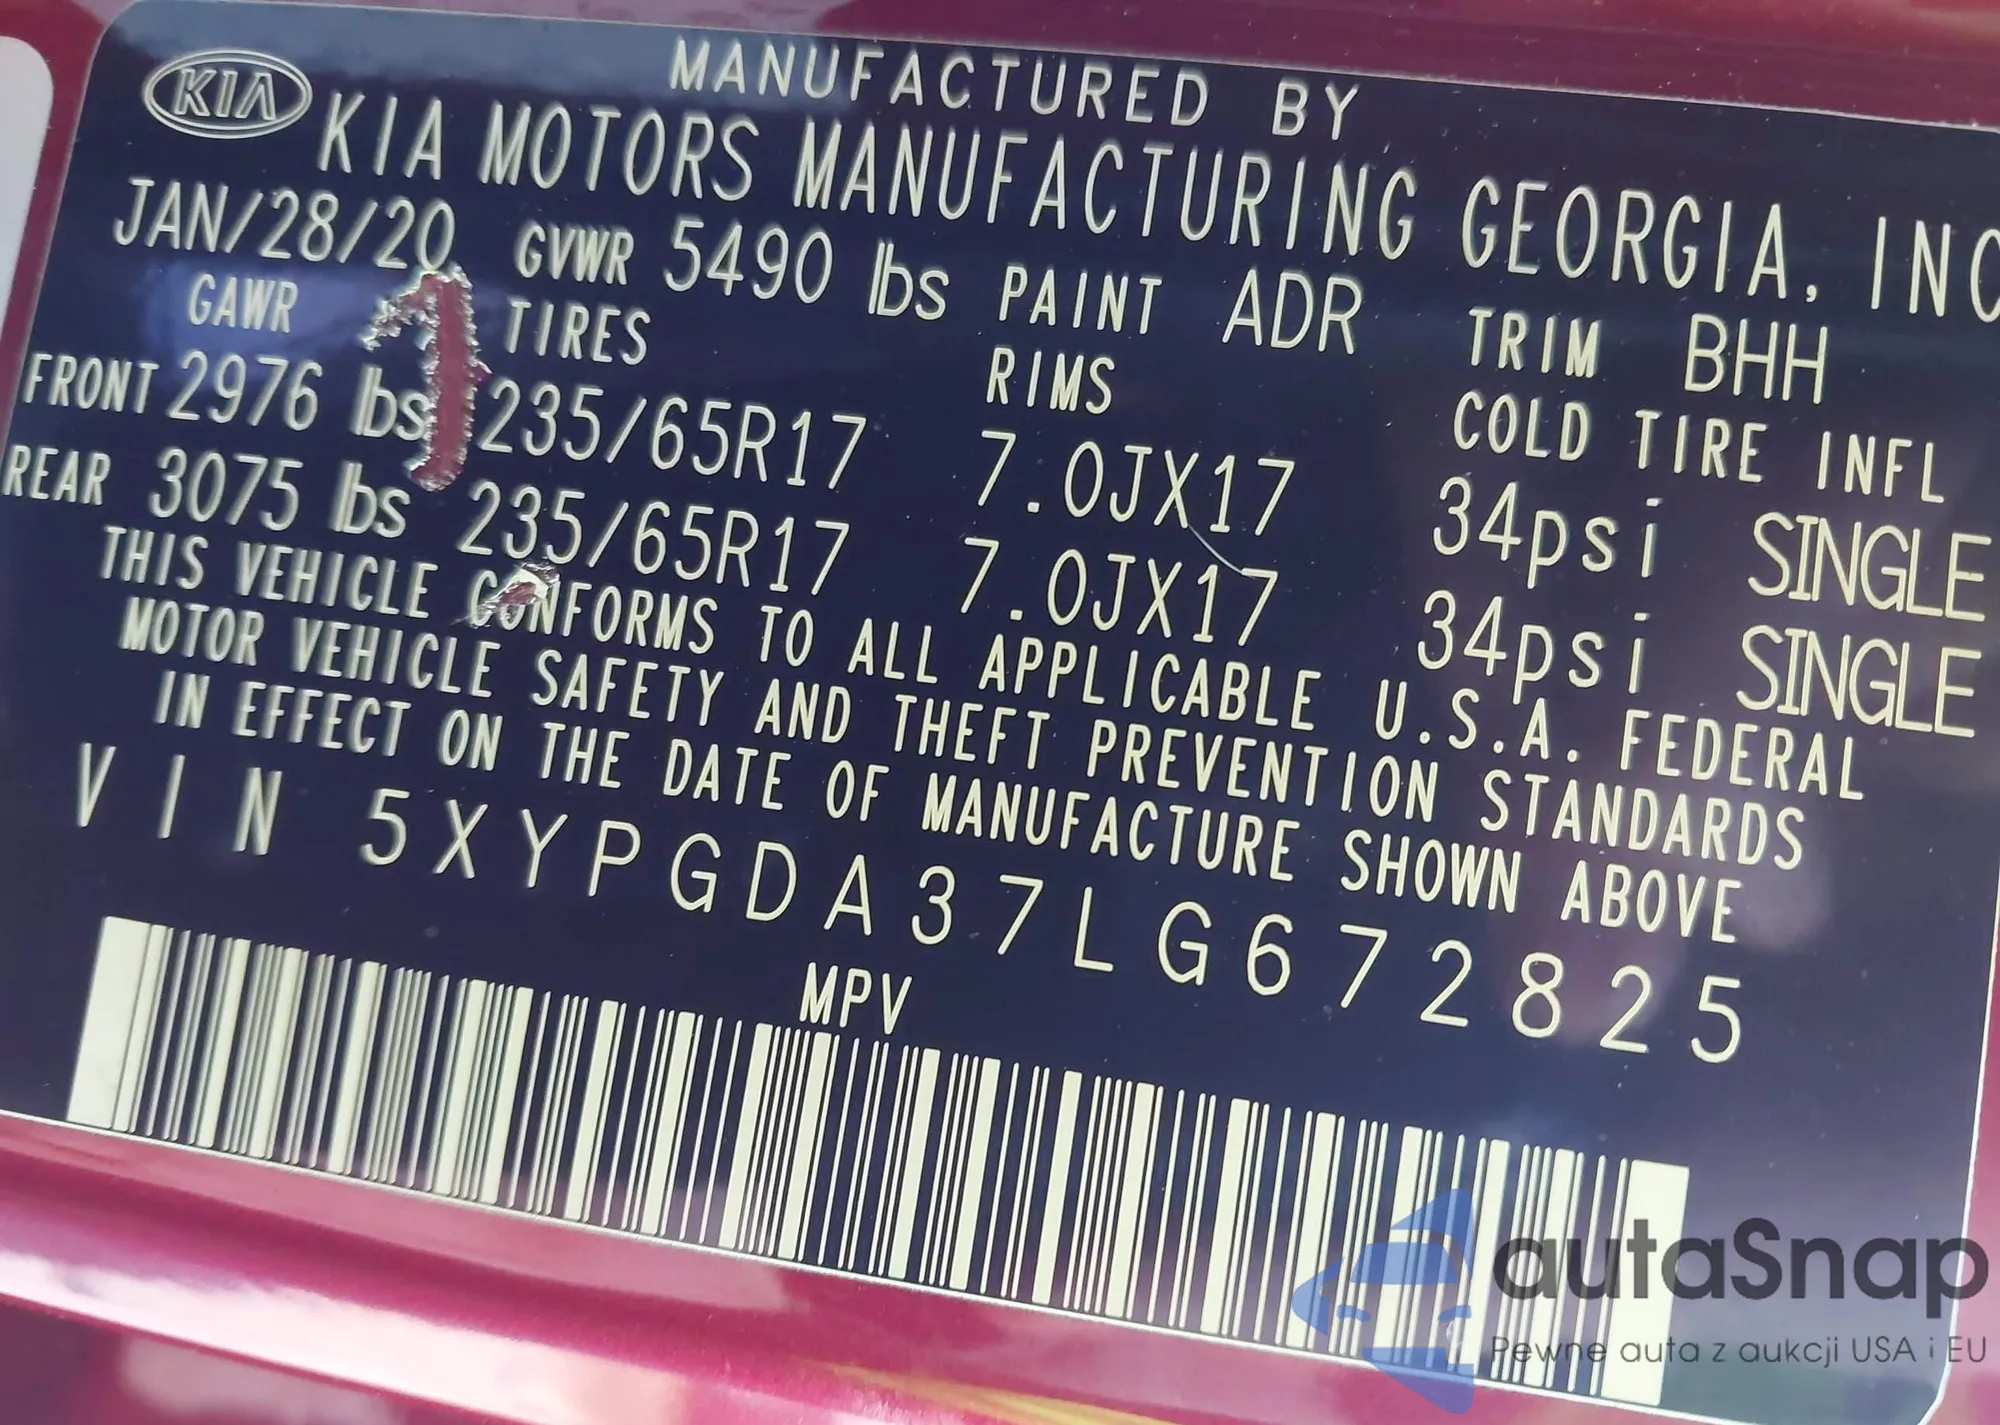 MANUFACTURED BY
KIA KIA MOTORS MANUFACTURING GEORGIA, INC
JAN/28/20 GVWR 5490 lbs PAINT ADR TRIM BHH
GAWR TIRES RIMS COLD TIRE INFL
FRONT 2976 lbs 235/65R17 7.0JX17 34psi SINGLE
REAR 3075 lbs 235/65R17 7.0JX17 34psi SINGLE
THIS VEHICLE CONFORMS TO ALL APPLICABLE U.S.A. FEDERAL
MOTOR VEHICLE SAFETY AND THEFT PREVENTION STANDARDS
IN EFFECT ON THE DATE OF MANUFACTURE SHOWN ABOVE
VIN 5XYPGDA37LG672825
MPV
autaSnap
Pewne auta z aukcji USA i EU